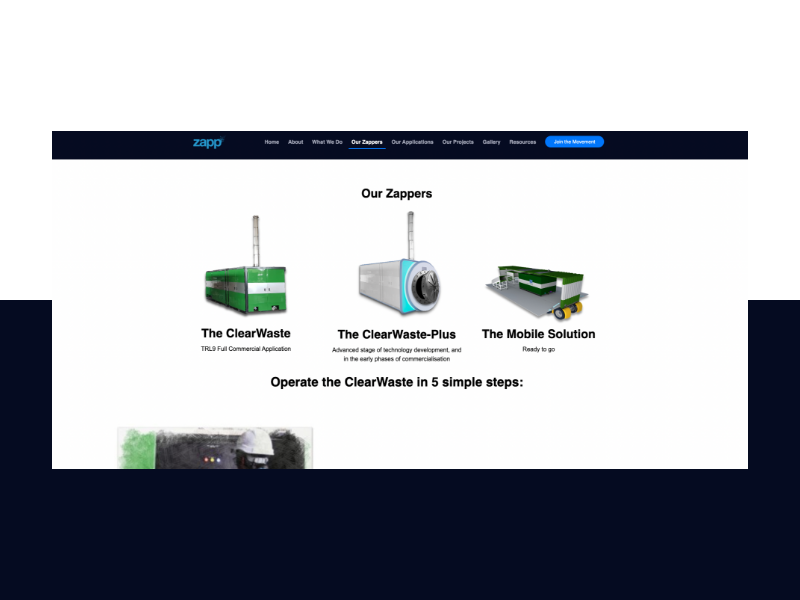 zapp
Home About What We Do Our Zappers Our Applications Our Projects Gallery Resources Join the Movement
Our Zappers
The ClearWaste
TRL9 Full Commercial Application
The ClearWaste-Plus
Advanced stage of technology development, and
in the early phases of commercialisation
The Mobile Solution
Ready to go
Operate the ClearWaste in 5 simple steps: